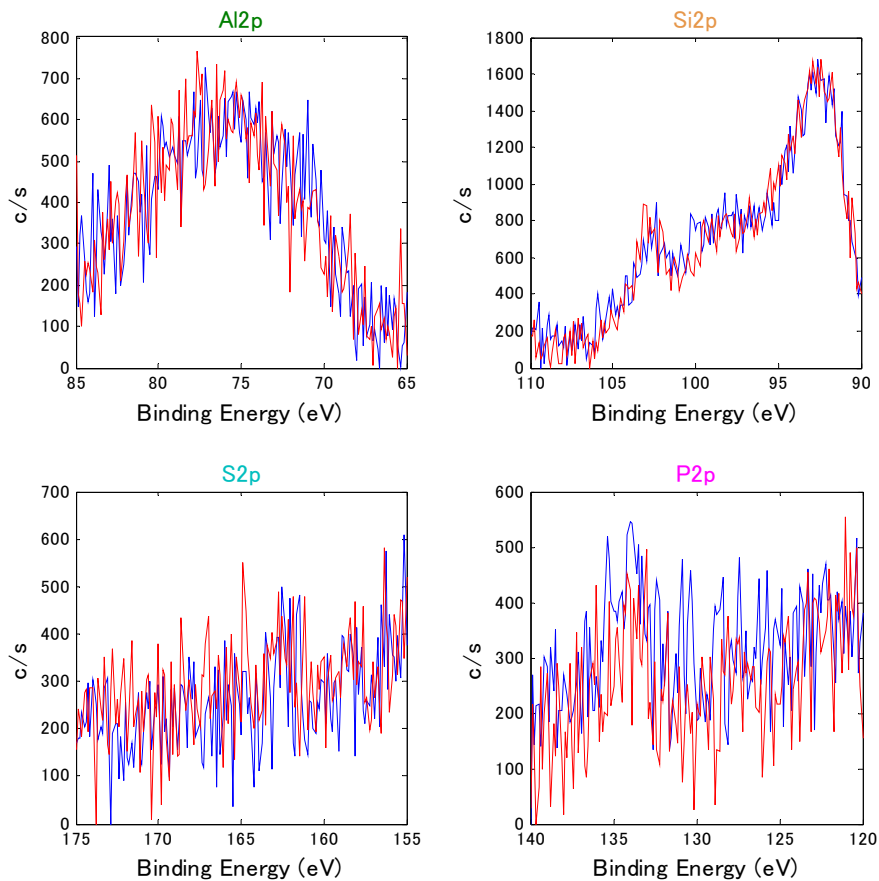 Al2p
800
700
600
500
400
300
200
100
0
c/s
85 80 75 70 65
Binding Energy (eV)
Si2p
1800
1600
1400
1200
1000
800
600
400
200
0
c/s
110 105 100 95 90
Binding Energy (eV)
S2p
700
600
500
400
300
200
100
0
c/s
175 170 165 160 155
Binding Energy (eV)
P2p
600
500
400
300
200
100
0
c/s
140 135 130 125 120
Binding Energy (eV)